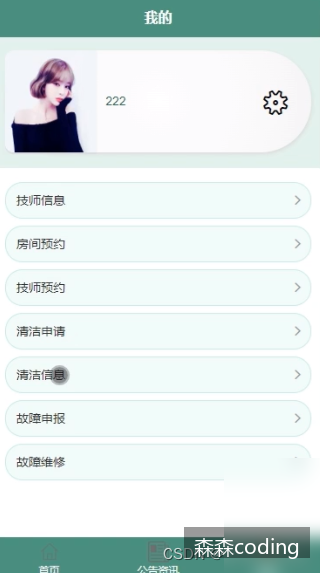 我的
222
技师信息
房间预约
技师预约
清洁申请
清洁信息
故障申报
故障维修
首页
公告资讯
森森coding